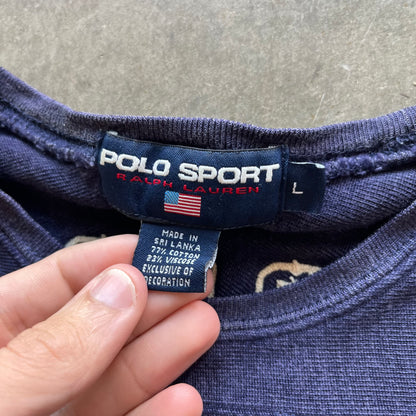 POLO SPORT
RALPH LAUREN
L
MADE IN
SRI LANKA
77% COTTON
23% VISCOSE
EXCLUSIVE OF
DECORATION